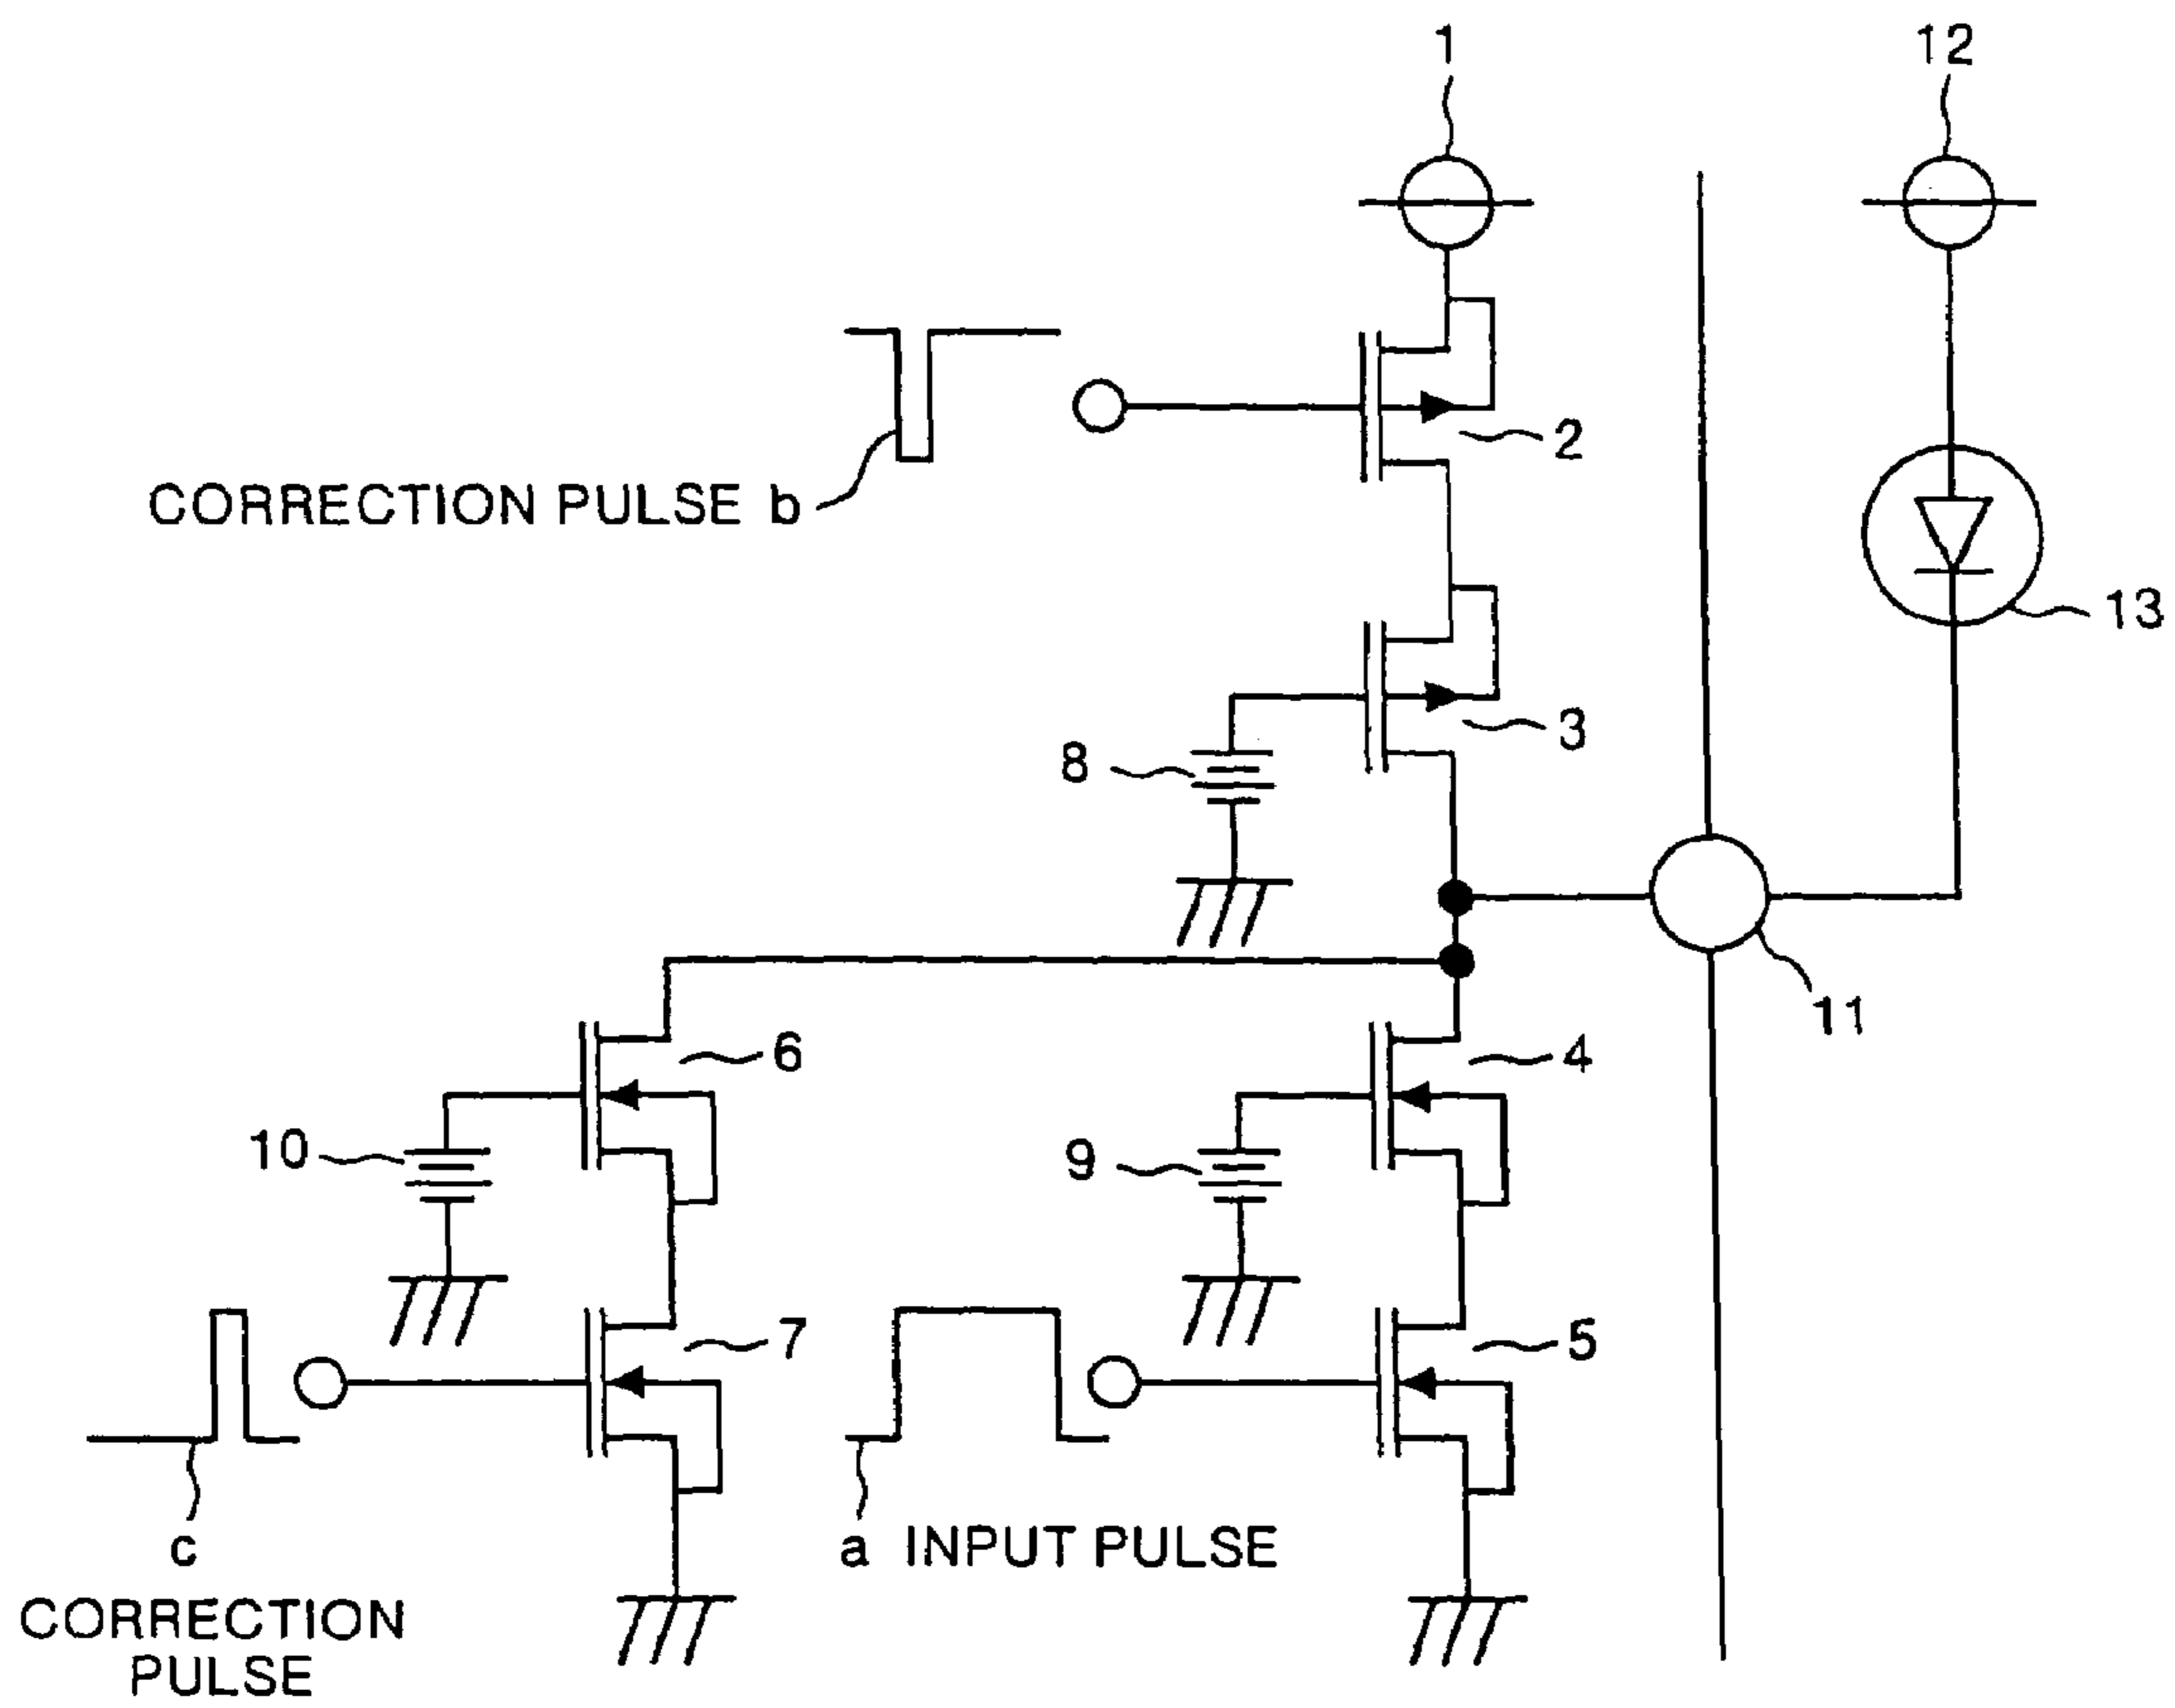 1
12
2
CORRECTION PULSE b
13
3
8
11
6
4
10
9
7
5
c
a INPUT PULSE
CORRECTION
PULSE